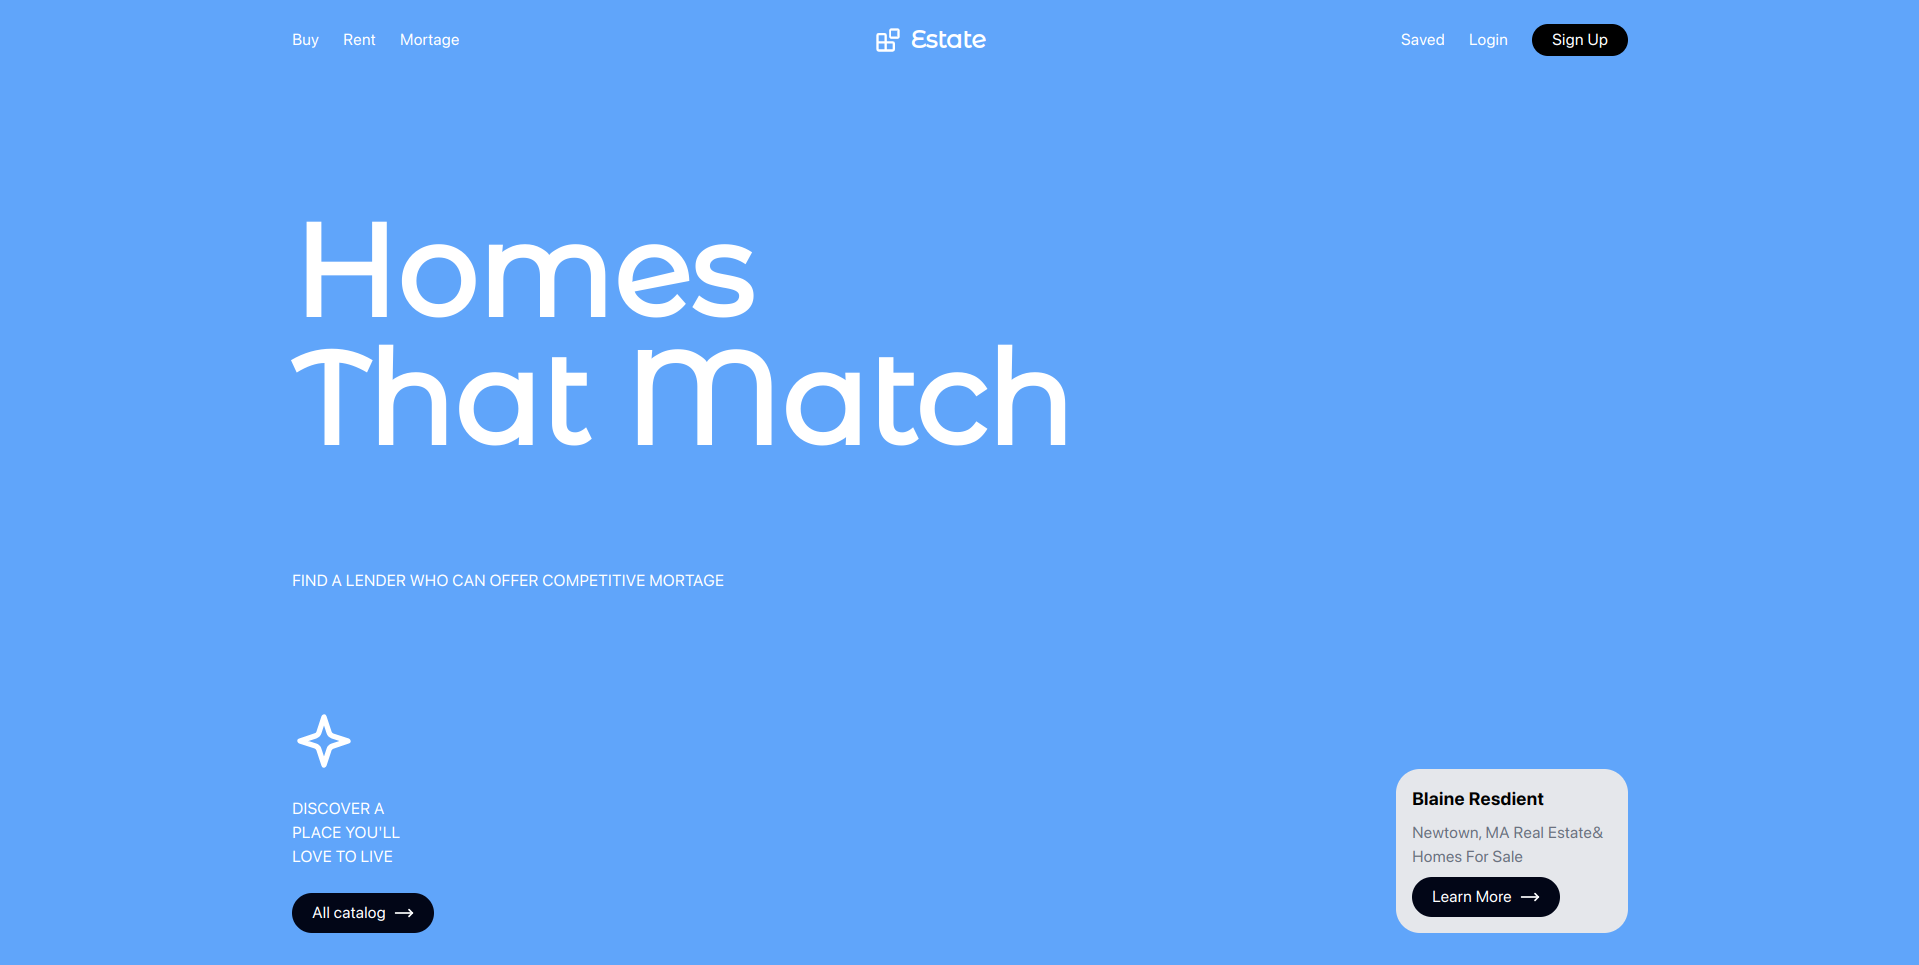 Buy Rent Mortage
Estate
Saved Login Sign Up
Homes
That Match
FIND A LENDER WHO CAN OFFER COMPETITIVE MORTAGE
DISCOVER A
PLACE YOU'LL
LOVE TO LIVE
All catalog
Blaine Resdient
Newtown, MA Real Estate&
Homes For Sale
Learn More